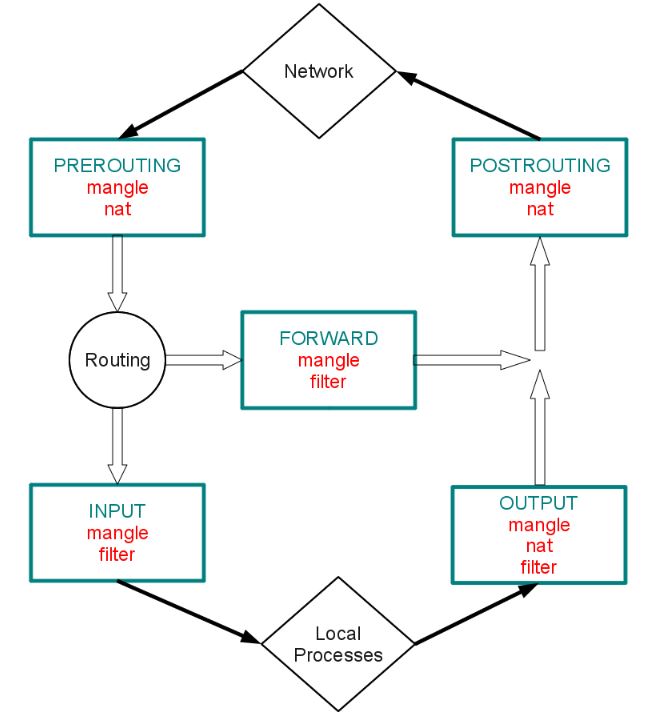 Network
PREROUTING
mangle
nat
POSTROUTING
mangle
nat
Routing
FORWARD
mangle
filter
INPUT
mangle
filter
OUTPUT
mangle
nat
filter
Local
Processes